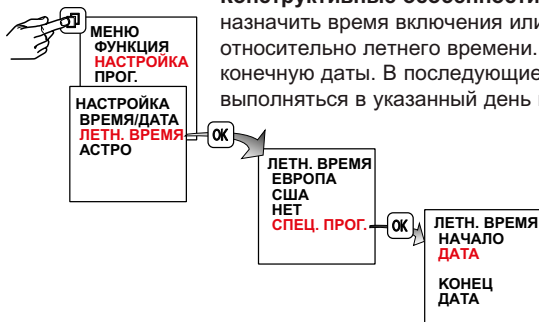 Конструктивные особенности
назначить время включения или
относительно летнего времени.
конечную даты. В последующие
выполняться в указанный день
МЕНЮ
ФУНКЦИЯ
НАСТРОЙКА
ПРОГ.
НАСТРОЙКА
ВРЕМЯ/ДАТА
ЛЕТН. ВРЕМЯ
АСТРО
OK
ЛЕТН. ВРЕМЯ
ЕВРОПА
США
НЕТ
СПЕЦ. ПРОГ.
OK
ЛЕТН. ВРЕМЯ
НАЧАЛО
ДАТА
КОНЕЦ
ДАТА